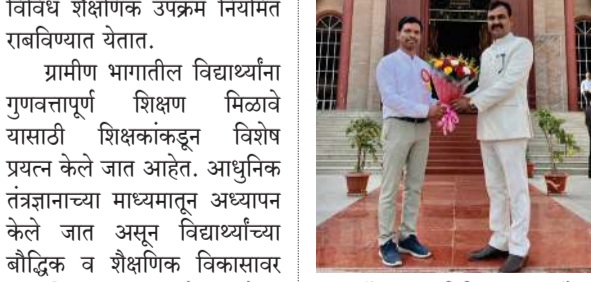 विविध शैक्षणिक उपक्रम नियमित
राबविण्यात येतात.
ग्रामीण भागातील विद्यार्थ्यांना
गुणवत्तापूर्ण शिक्षण मिळावे
यासाठी शिक्षकांकडून विशेष
प्रयत्न केले जात आहेत. आधुनिक
तंत्रज्ञानाच्या माध्यमातून अध्यापन
केले जात असून विद्यार्थ्यांच्या
बौद्धिक व शैक्षणिक विकासावर